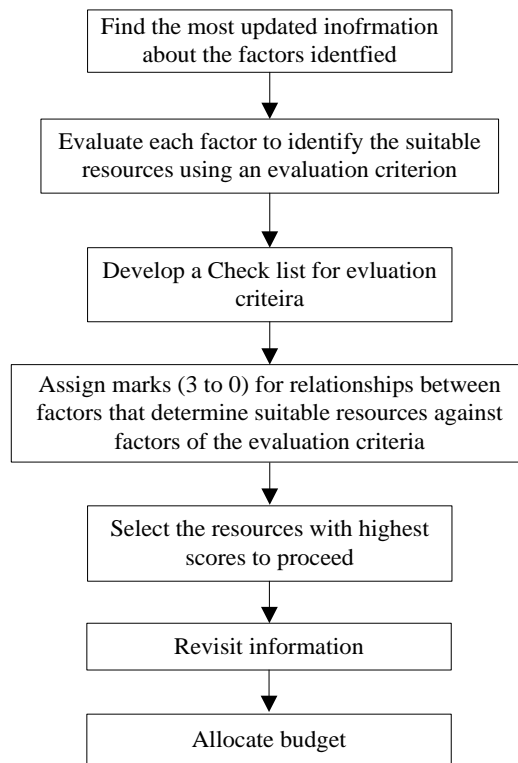 Find the most updated inofrmation
about the factors identfied
Evaluate each factor to identify the suitable
resources using an evaluation criterion
Develop a Check list for evluation
criteira
Assign marks (3 to 0) for relationships between
factors that determine suitable resources against
factors of the evaluation criteria
Select the resources with highest
scores to proceed
Revisit information
Allocate budget